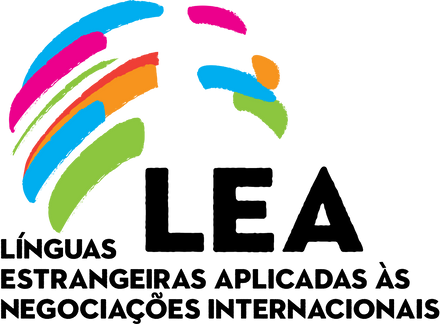 LEA
LÍNGUAS
ESTRANGEIRAS APLICADAS ÀS
NEGOCIAÇÕES INTERNACIONAIS